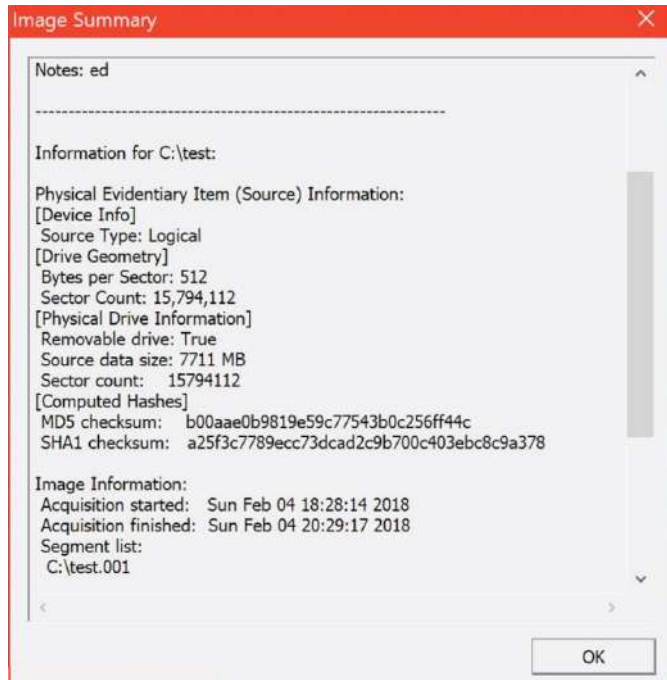 Image Summary
Notes: ed
--------------------------------------------------------------
Information for C:\test:
Physical Evidentiary Item (Source) Information:
[Device Info]
Source Type: Logical
[Drive Geometry]
Bytes per Sector: 512
Sector Count: 15,794,112
[Physical Drive Information]
Removable drive: True
Source data size: 7711 MB
Sector count: 15794112
[Computed Hashes]
MD5 checksum: b00aae0b9819e59c77543b0c256ff44c
SHA1 checksum: a25f3c7789ecc73dcad2c9b700c403ebc8c9a378
Image Information:
Acquisition started: Sun Feb 04 18:28:14 2018
Acquisition finished: Sun Feb 04 20:29:17 2018
Segment list:
C:\test.001
OK